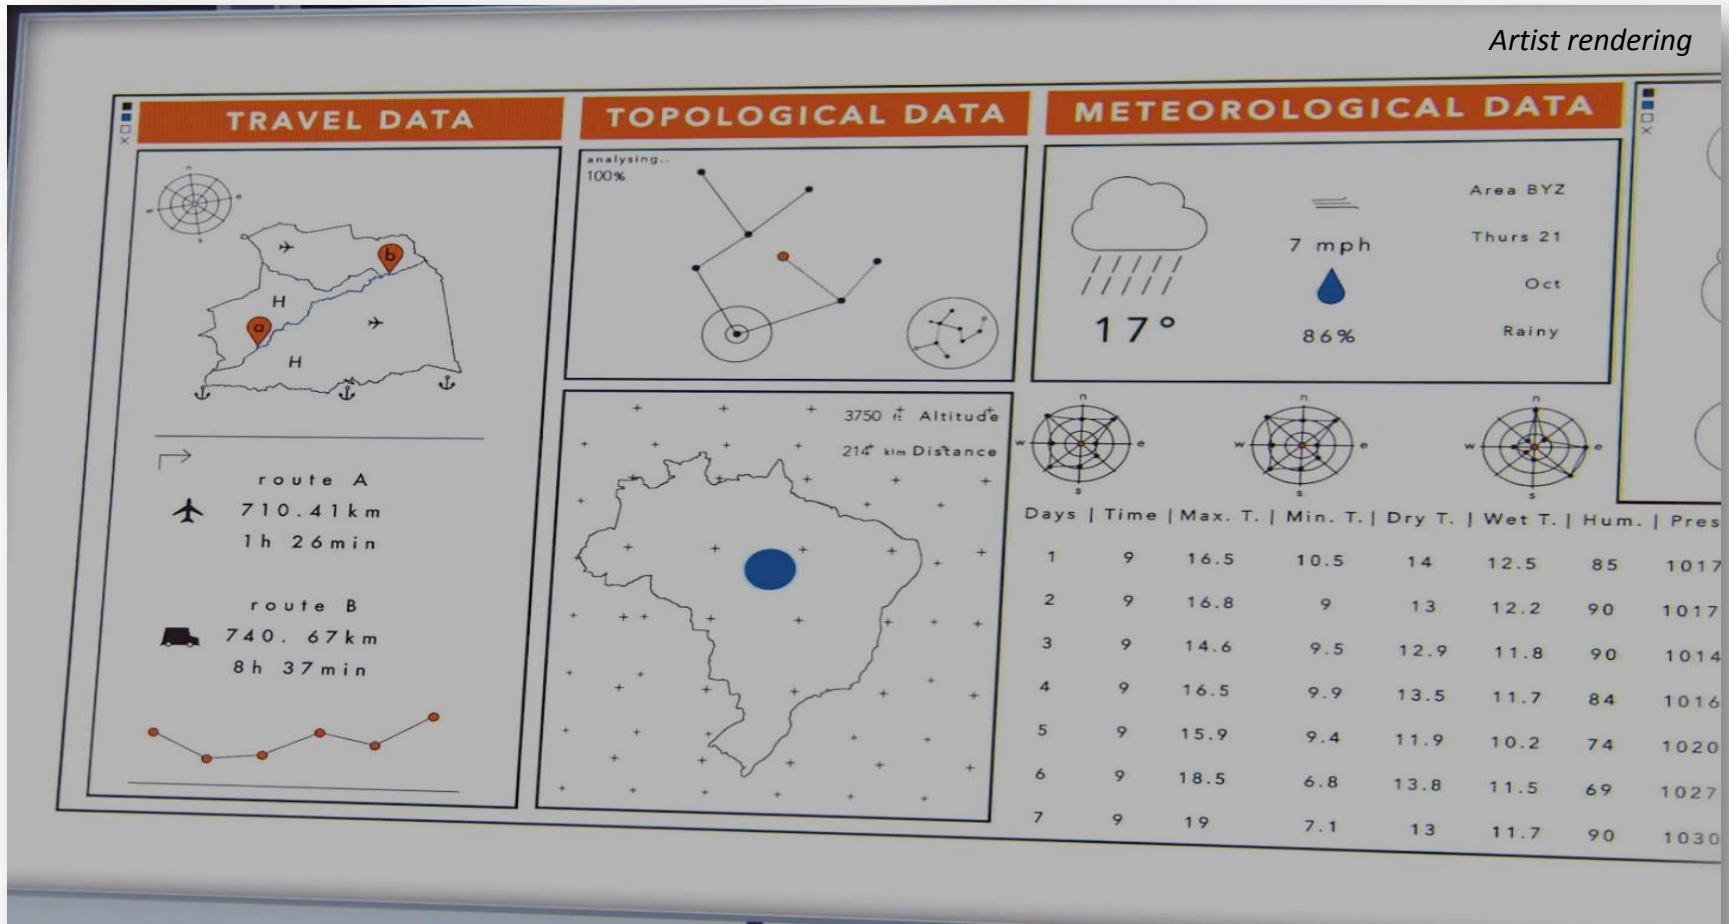 Artist rendering
TRAVEL DATA
n
w
e
s
b
a
H
H
route A
710.41km
1h 26min
route B
740. 67km
8h 37min
TOPOLOGICAL DATA
analysing..
100%
3750 ft Altitude
214 klm Distance
METEOROLOGICAL DATA
17°
7 mph
86%
Area BYZ
Thurs 21
Oct
Rainy
n
w
e
s
n
w
e
s
n
w
e
s
Days | Time | Max. T. | Min. T. | Dry T. | Wet T. | Hum. | Pres
1 9 16.5 10.5 14 12.5 85 1017
2 9 16.8 9 13 12.2 90 1017
3 9 14.6 9.5 12.9 11.8 90 1014
4 9 16.5 9.9 13.5 11.7 84 1016
5 9 15.9 9.4 11.9 10.2 74 1020
6 9 18.5 6.8 13.8 11.5 69 1027
7 9 19 7.1 13 11.7 90 1030